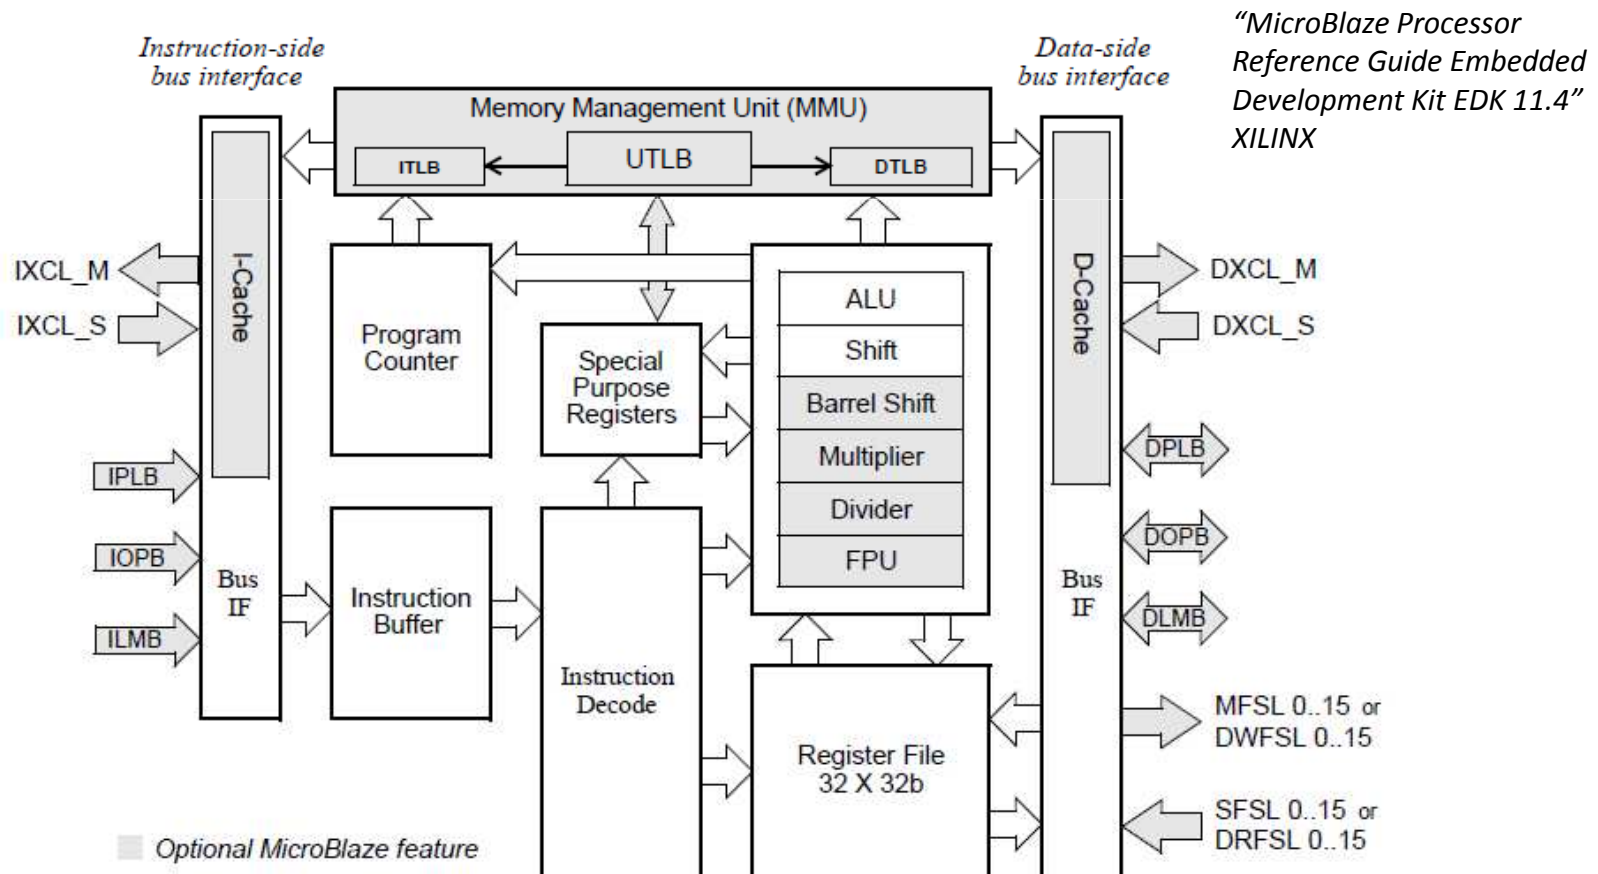 “MicroBlaze Processor
Reference Guide Embedded
Development Kit EDK 11.4”
XILINX
Instruction-side
bus interface
Data-side
bus interface
Memory Management Unit (MMU)
ITLB
UTLB
DTLB
I-Cache
D-Cache
IXCL_M
IXCL_S
DXCL_M
DXCL_S
Program
Counter
Special
Purpose
Registers
ALU
Shift
Barrel Shift
Multiplier
Divider
FPU
IPLB
IOPB
ILMB
Bus
IF
Instruction
Buffer
Instruction
Decode
Register File
32 X 32b
Bus
IF
DPLB
DOPB
DLMB
MFSL 0..15 or
DWFSL 0..15
SFSL 0..15 or
DRFSL 0..15
Optional MicroBlaze feature